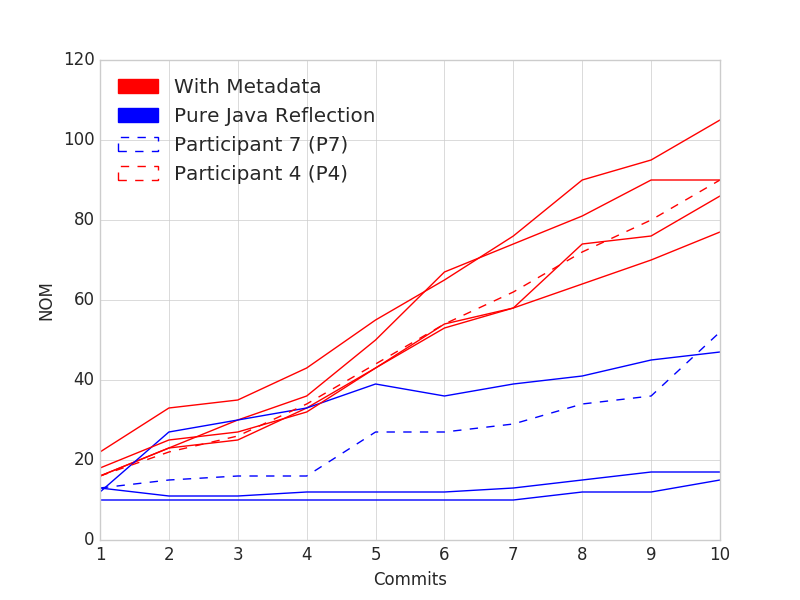 120
100
80
60
40
20
0
NOM
With Metadata
Pure Java Reflection
Participant 7 (P7)
Participant 4 (P4)
1 2 3 4 5 6 7 8 9 10
Commits